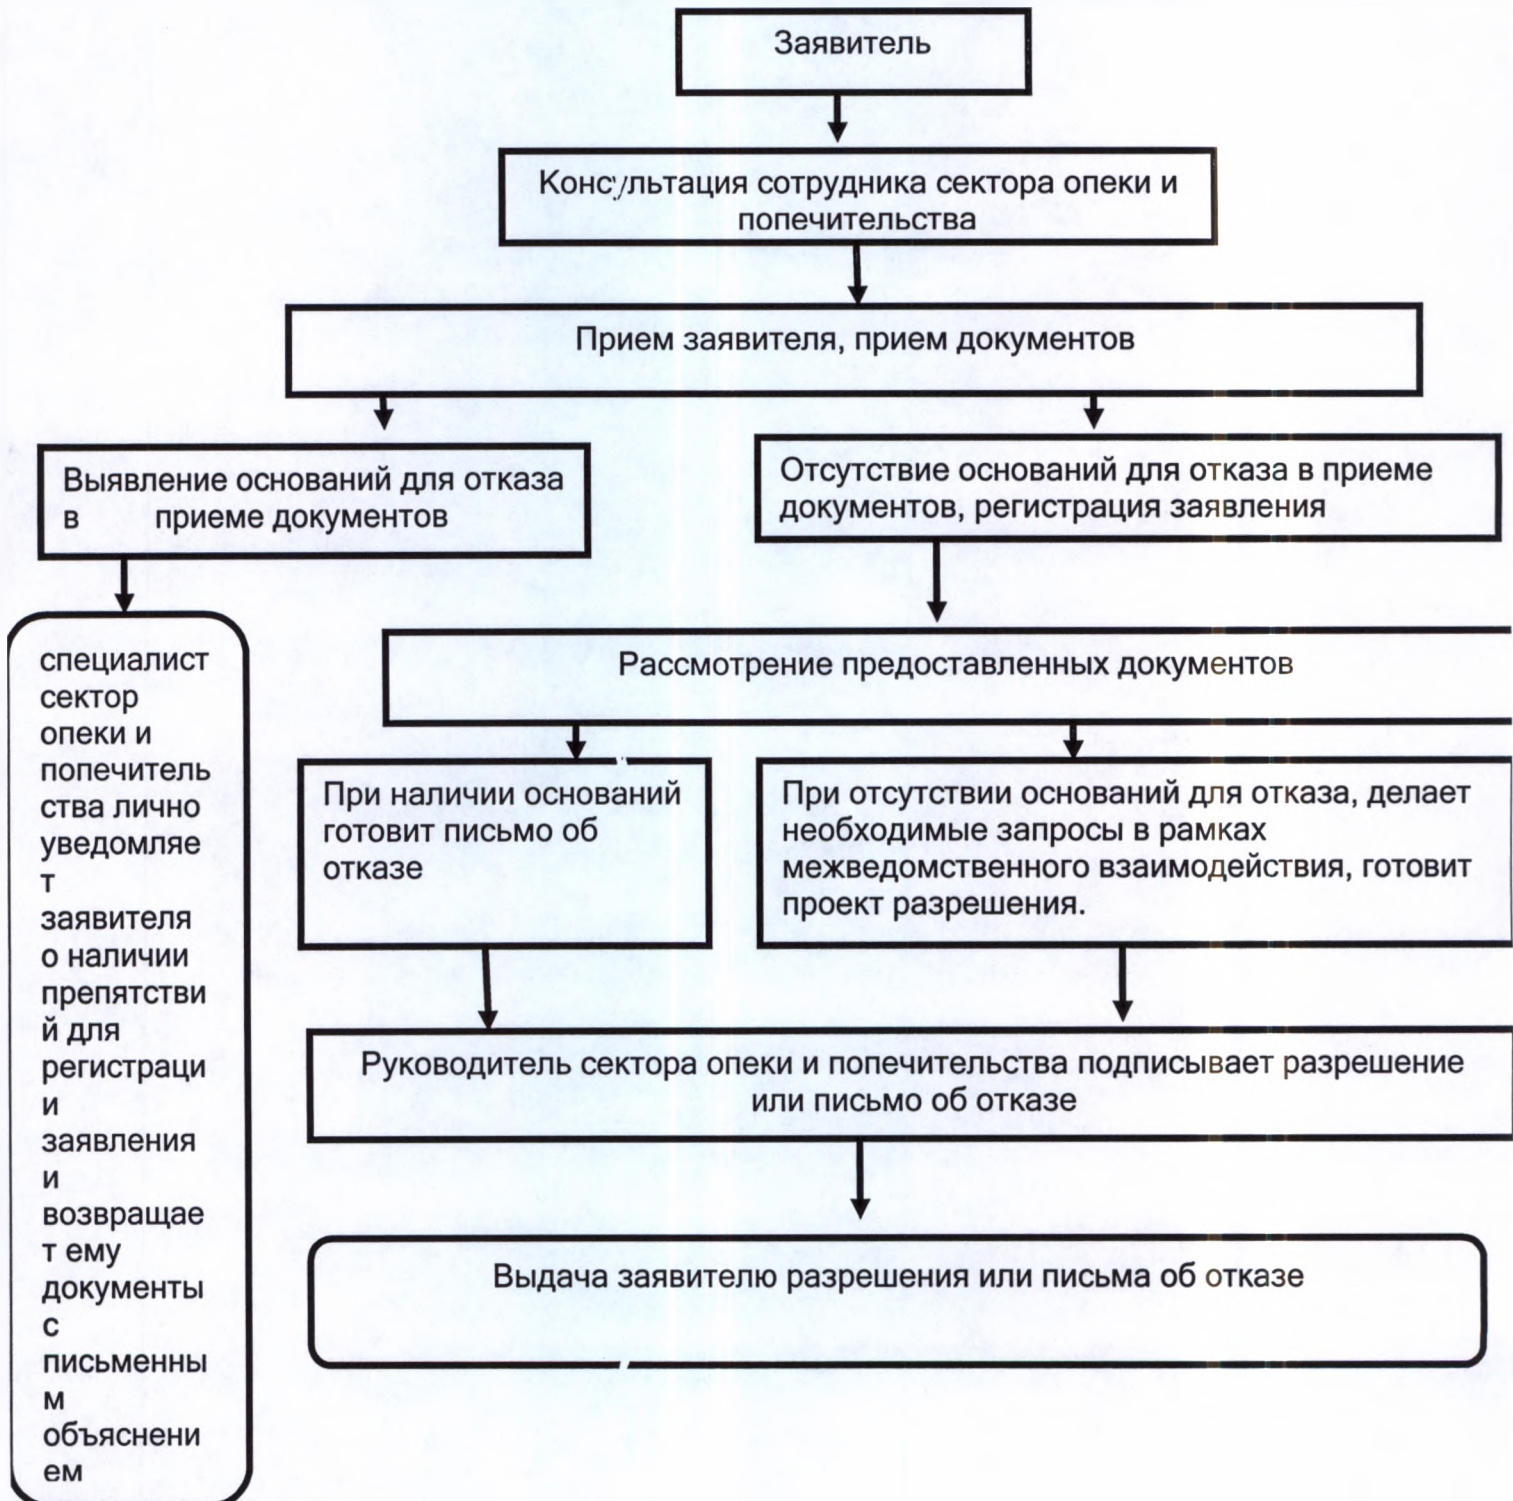 Заявитель
Консультация сотрудника сектора опеки и
попечительства
Прием заявителя, прием документов
Выявление оснований для отказа
в приеме документов
Отсутствие оснований для отказа в приеме
документов, регистрация заявления
специалист
сектор
опеки и
попечитель
ства лично
уведомляе
т
заявителя
о наличии
препятстви
й для
регистраци
и
заявления
и
возвращае
т ему
документы
с
письменны
м
объяснени
ем
Рассмотрение предоставленных документов
При наличии оснований
готовит письмо об
отказе
При отсутствии оснований для отказа, делает
необходимые запросы в рамках
межведомственного взаимодействия, готовит
проект разрешения.
Руководитель сектора опеки и попечительства подписывает разрешение
или письмо об отказе
Выдача заявителю разрешения или письма об отказе